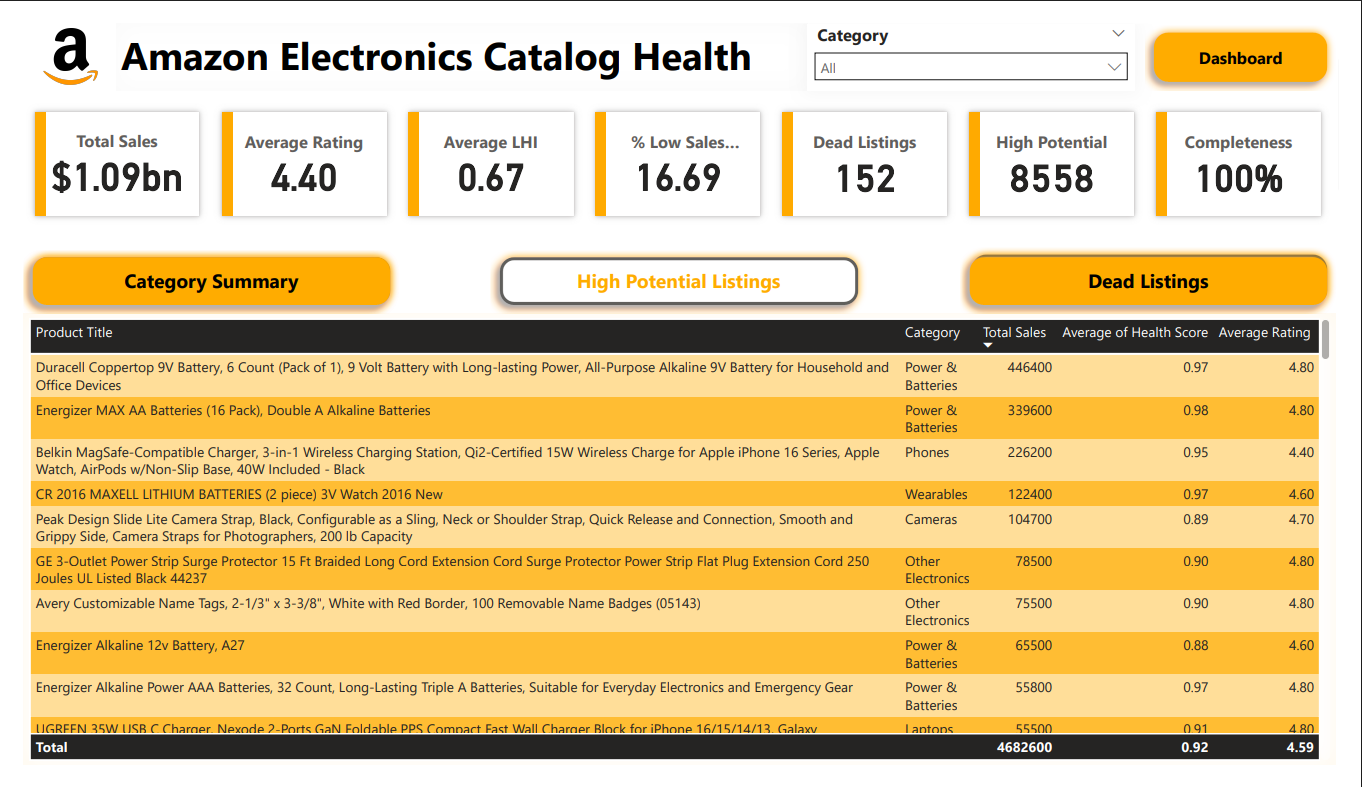 a
Amazon Electronics Catalog Health
Category
All
Dashboard
Total Sales
$1.09bn
Average Rating
4.40
Average LHI
0.67
% Low Sales...
16.69
Dead Listings
152
High Potential
8558
Completeness
100%
Category Summary
High Potential Listings
Dead Listings
Product Title Category Total Sales Average of Health Score Average Rating
Duracell Coppertop 9V Battery, 6 Count (Pack of 1), 9 Volt Battery with Long-lasting Power, All-Purpose Alkaline 9V Battery for Household and Power & 446400 0.97 4.80
Office Devices Batteries
Energizer MAX AA Batteries (16 Pack), Double A Alkaline Batteries Power & 339600 0.98 4.80
Batteries
Belkin MagSafe-Compatible Charger, 3-in-1 Wireless Charging Station, Qi2-Certified 15W Wireless Charge for Apple iPhone 16 Series, Apple Phones 226200 0.95 4.40
Watch, AirPods w/Non-Slip Base, 40W Included - Black
CR 2016 MAXELL LITHIUM BATTERIES (2 piece) 3V Watch 2016 New Wearables 122400 0.97 4.60
Peak Design Slide Lite Camera Strap, Black, Configurable as a Sling, Neck or Shoulder Strap, Quick Release and Connection, Smooth and Cameras 104700 0.89 4.70
Grippy Side, Camera Straps for Photographers, 200 lb Capacity
GE 3-Outlet Power Strip Surge Protector 15 Ft Braided Long Cord Extension Cord Surge Protector Power Strip Flat Plug Extension Cord 250 Other 78500 0.90 4.80
Joules UL Listed Black 44237 Electronics
Avery Customizable Name Tags, 2-1/3" x 3-3/8", White with Red Border, 100 Removable Name Badges (05143) Other 75500 0.90 4.80
Electronics
Energizer Alkaline 12v Battery, A27 Power & 65500 0.88 4.60
Batteries
Energizer Alkaline Power AAA Batteries, 32 Count, Long-Lasting Triple A Batteries, Suitable for Everyday Electronics and Emergency Gear Power & 55800 0.97 4.80
Batteries
UGREEN 35W USB C Charger, Nexode 2-Ports GaN Foldable PPS Compact Fast Wall Charger Block for iPhone 16/15/14/13, Galaxy Laptops 55500 0.91 4.80
Total 4682600 0.92 4.59